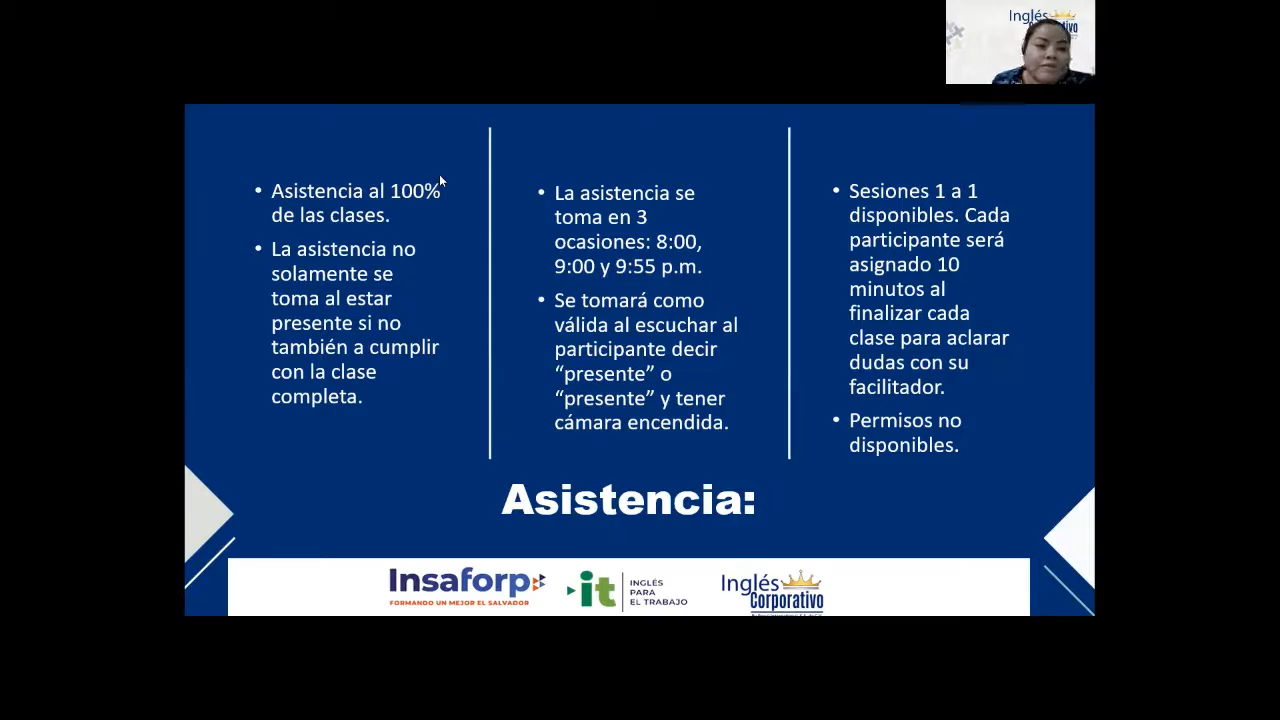 Inglés
• Asistencia al 100%
de las clases.
• La asistencia no
solamente se
toma al estar
presente si no
también a cumplir
con la clase
completa.
• La asistencia se
toma en 3
ocasiones: 8:00,
9:00 y 9:55 p.m.
• Se tomará como
válida al escuchar al
participante decir
“presente” o
“presente” y tener
cámara encendida.
• Sesiones 1 a 1
disponibles. Cada
participante será
asignado 10
minutos al
finalizar cada
clase para aclarar
dudas con su
facilitador.
• Permisos no
disponibles.
Asistencia:
Insaforp
FORMANDO UN MEJOR EL SALVADOR
it
INGLÉS
PARA
EL TRABAJO
Inglés
Corporativo